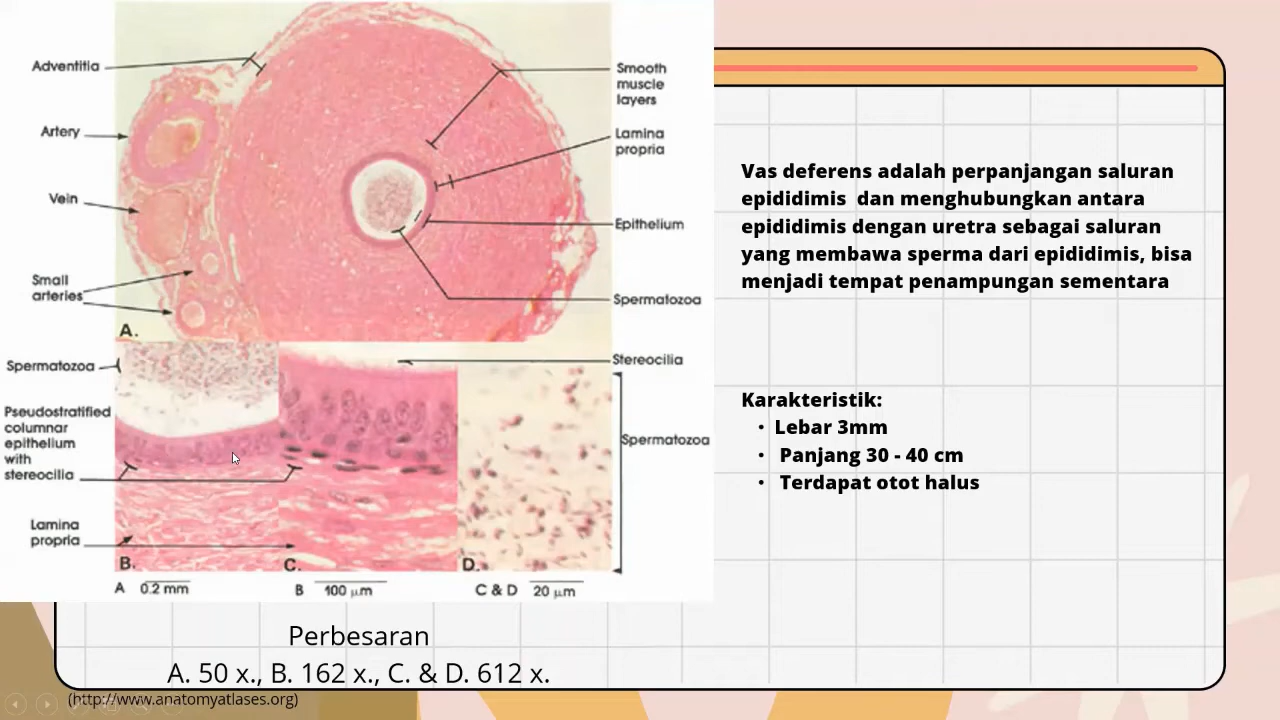 Adventitia
Artery
Vein
Small
arteries
A.
Smooth
muscle
layers
Lamina
propria
Epithelium
Spermatozoa
Spermatozoa
Pseudostratified
columnar
epithelium
with
stereocilia
Lamina
propria
B.
C.
D.
Stereocilia
Spermatozoa
A 0.2 mm
B 100 μm
C & D 20 μm
Perbesaran
A. 50 x., B. 162 x., C. & D. 612 x.
(http://www.anatomyatlases.org)
Vas deferens adalah perpanjangan saluran
epididimis dan menghubungkan antara
epididimis dengan uretra sebagai saluran
yang membawa sperma dari epididimis, bisa
menjadi tempat penampungan sementara
Karakteristik:
• Lebar 3mm
• Panjang 30 - 40 cm
• Terdapat otot halus